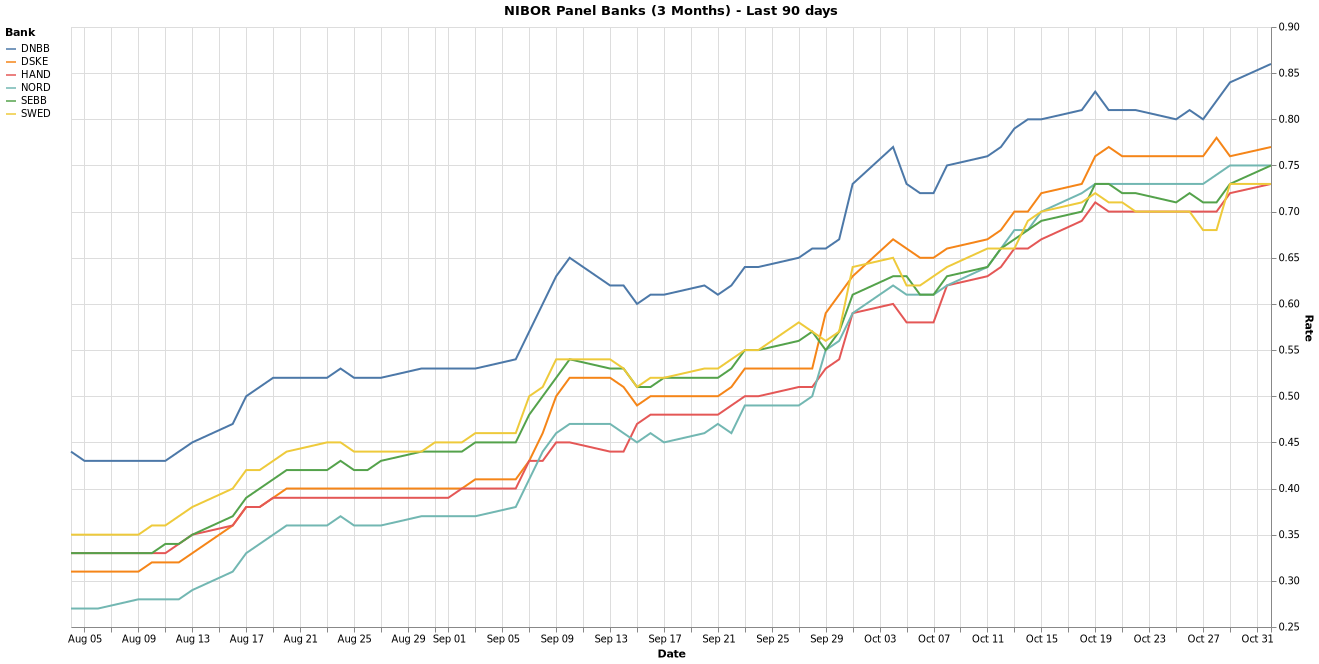 NIBOR Panel Banks (3 Months) - Last 90 days
Bank
DNBB
DSKE
HAND
NORD
SEBB
SWED
0.90
0.85
0.80
0.75
0.70
0.65
0.60
0.55
0.50
0.45
0.40
0.35
0.30
0.25
Rate
Aug 05 Aug 09 Aug 13 Aug 17 Aug 21 Aug 25 Aug 29 Sep 01 Sep 05 Sep 09 Sep 13 Sep 17 Sep 21 Sep 25 Sep 29 Oct 03 Oct 07 Oct 11 Oct 15 Oct 19 Oct 23 Oct 27 Oct 31
Date